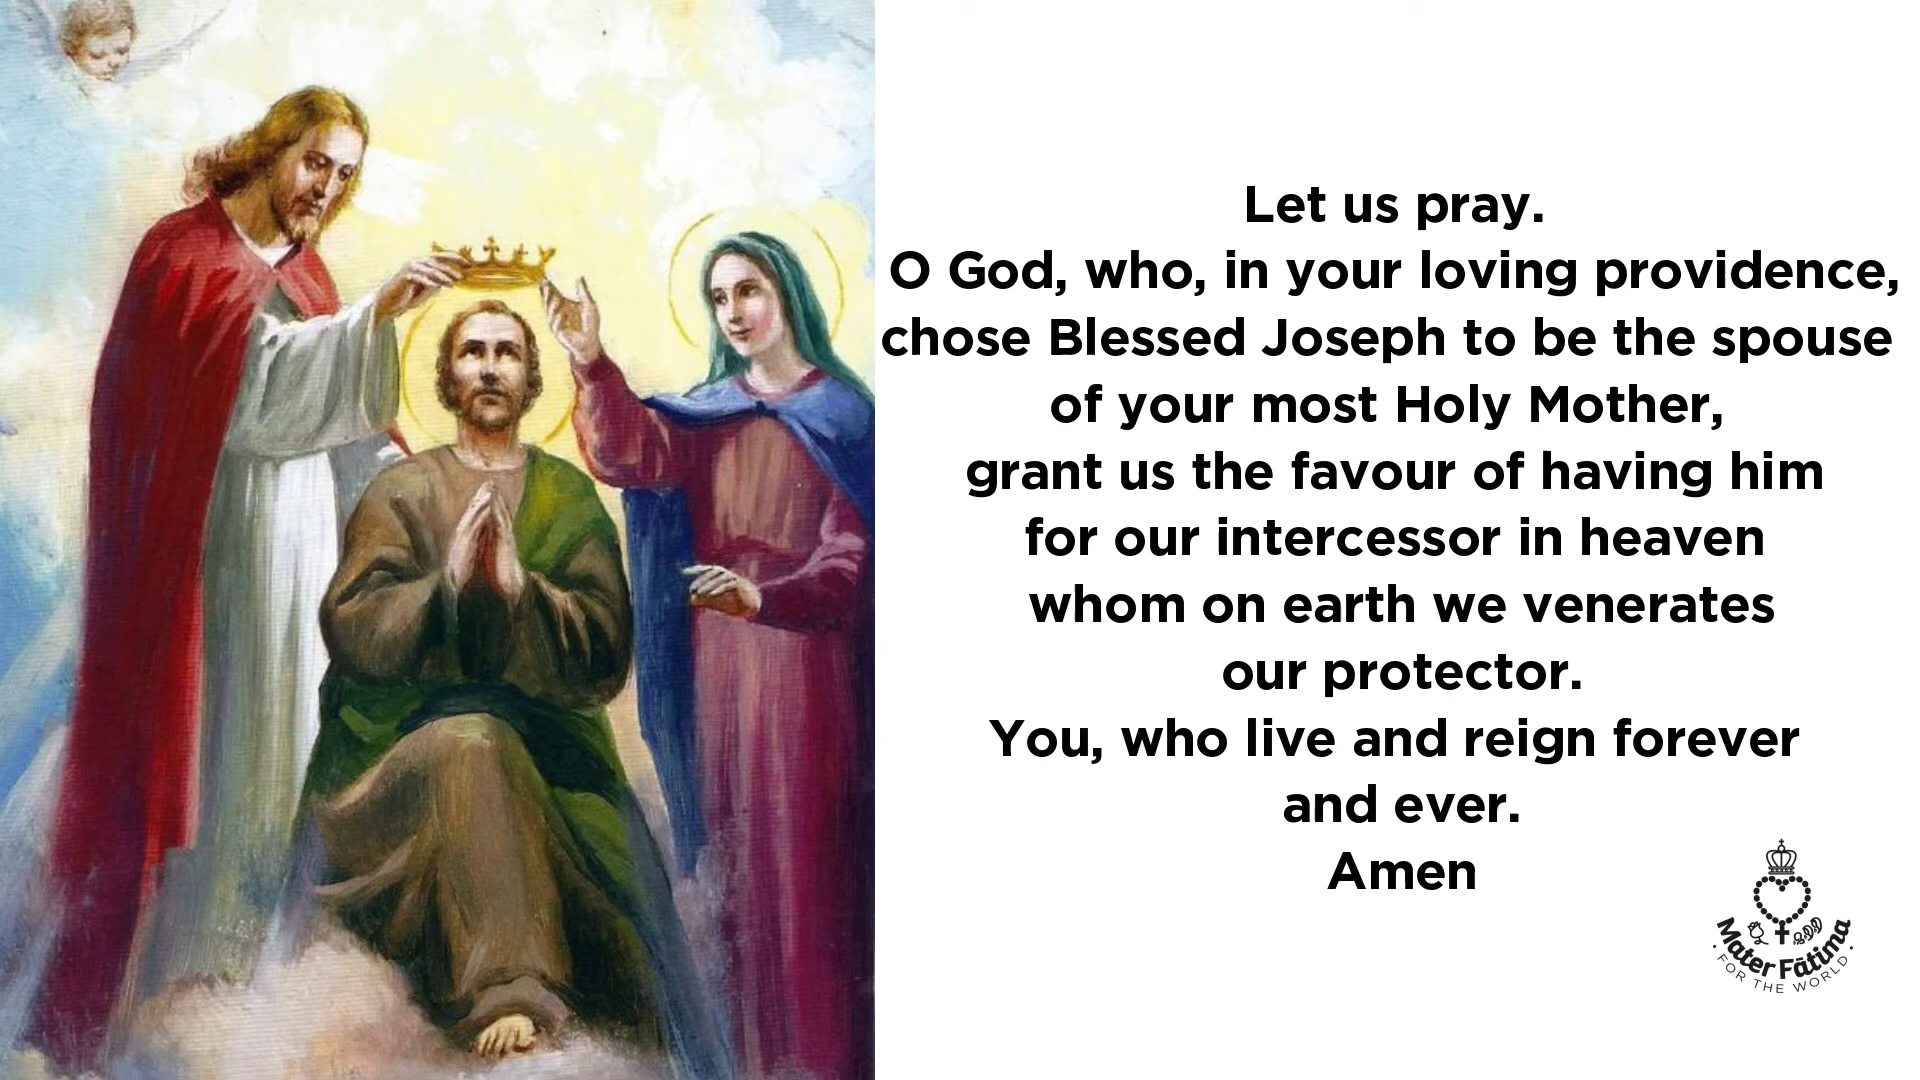 Let us pray.
O God, who, in your loving providence,
chose Blessed Joseph to be the spouse
of your most Holy Mother,
grant us the favour of having him
for our intercessor in heaven
whom on earth we venerates
our protector.
You, who live and reign forever
and ever.
Amen
Mater Fātima
• FOR THE WORLD •